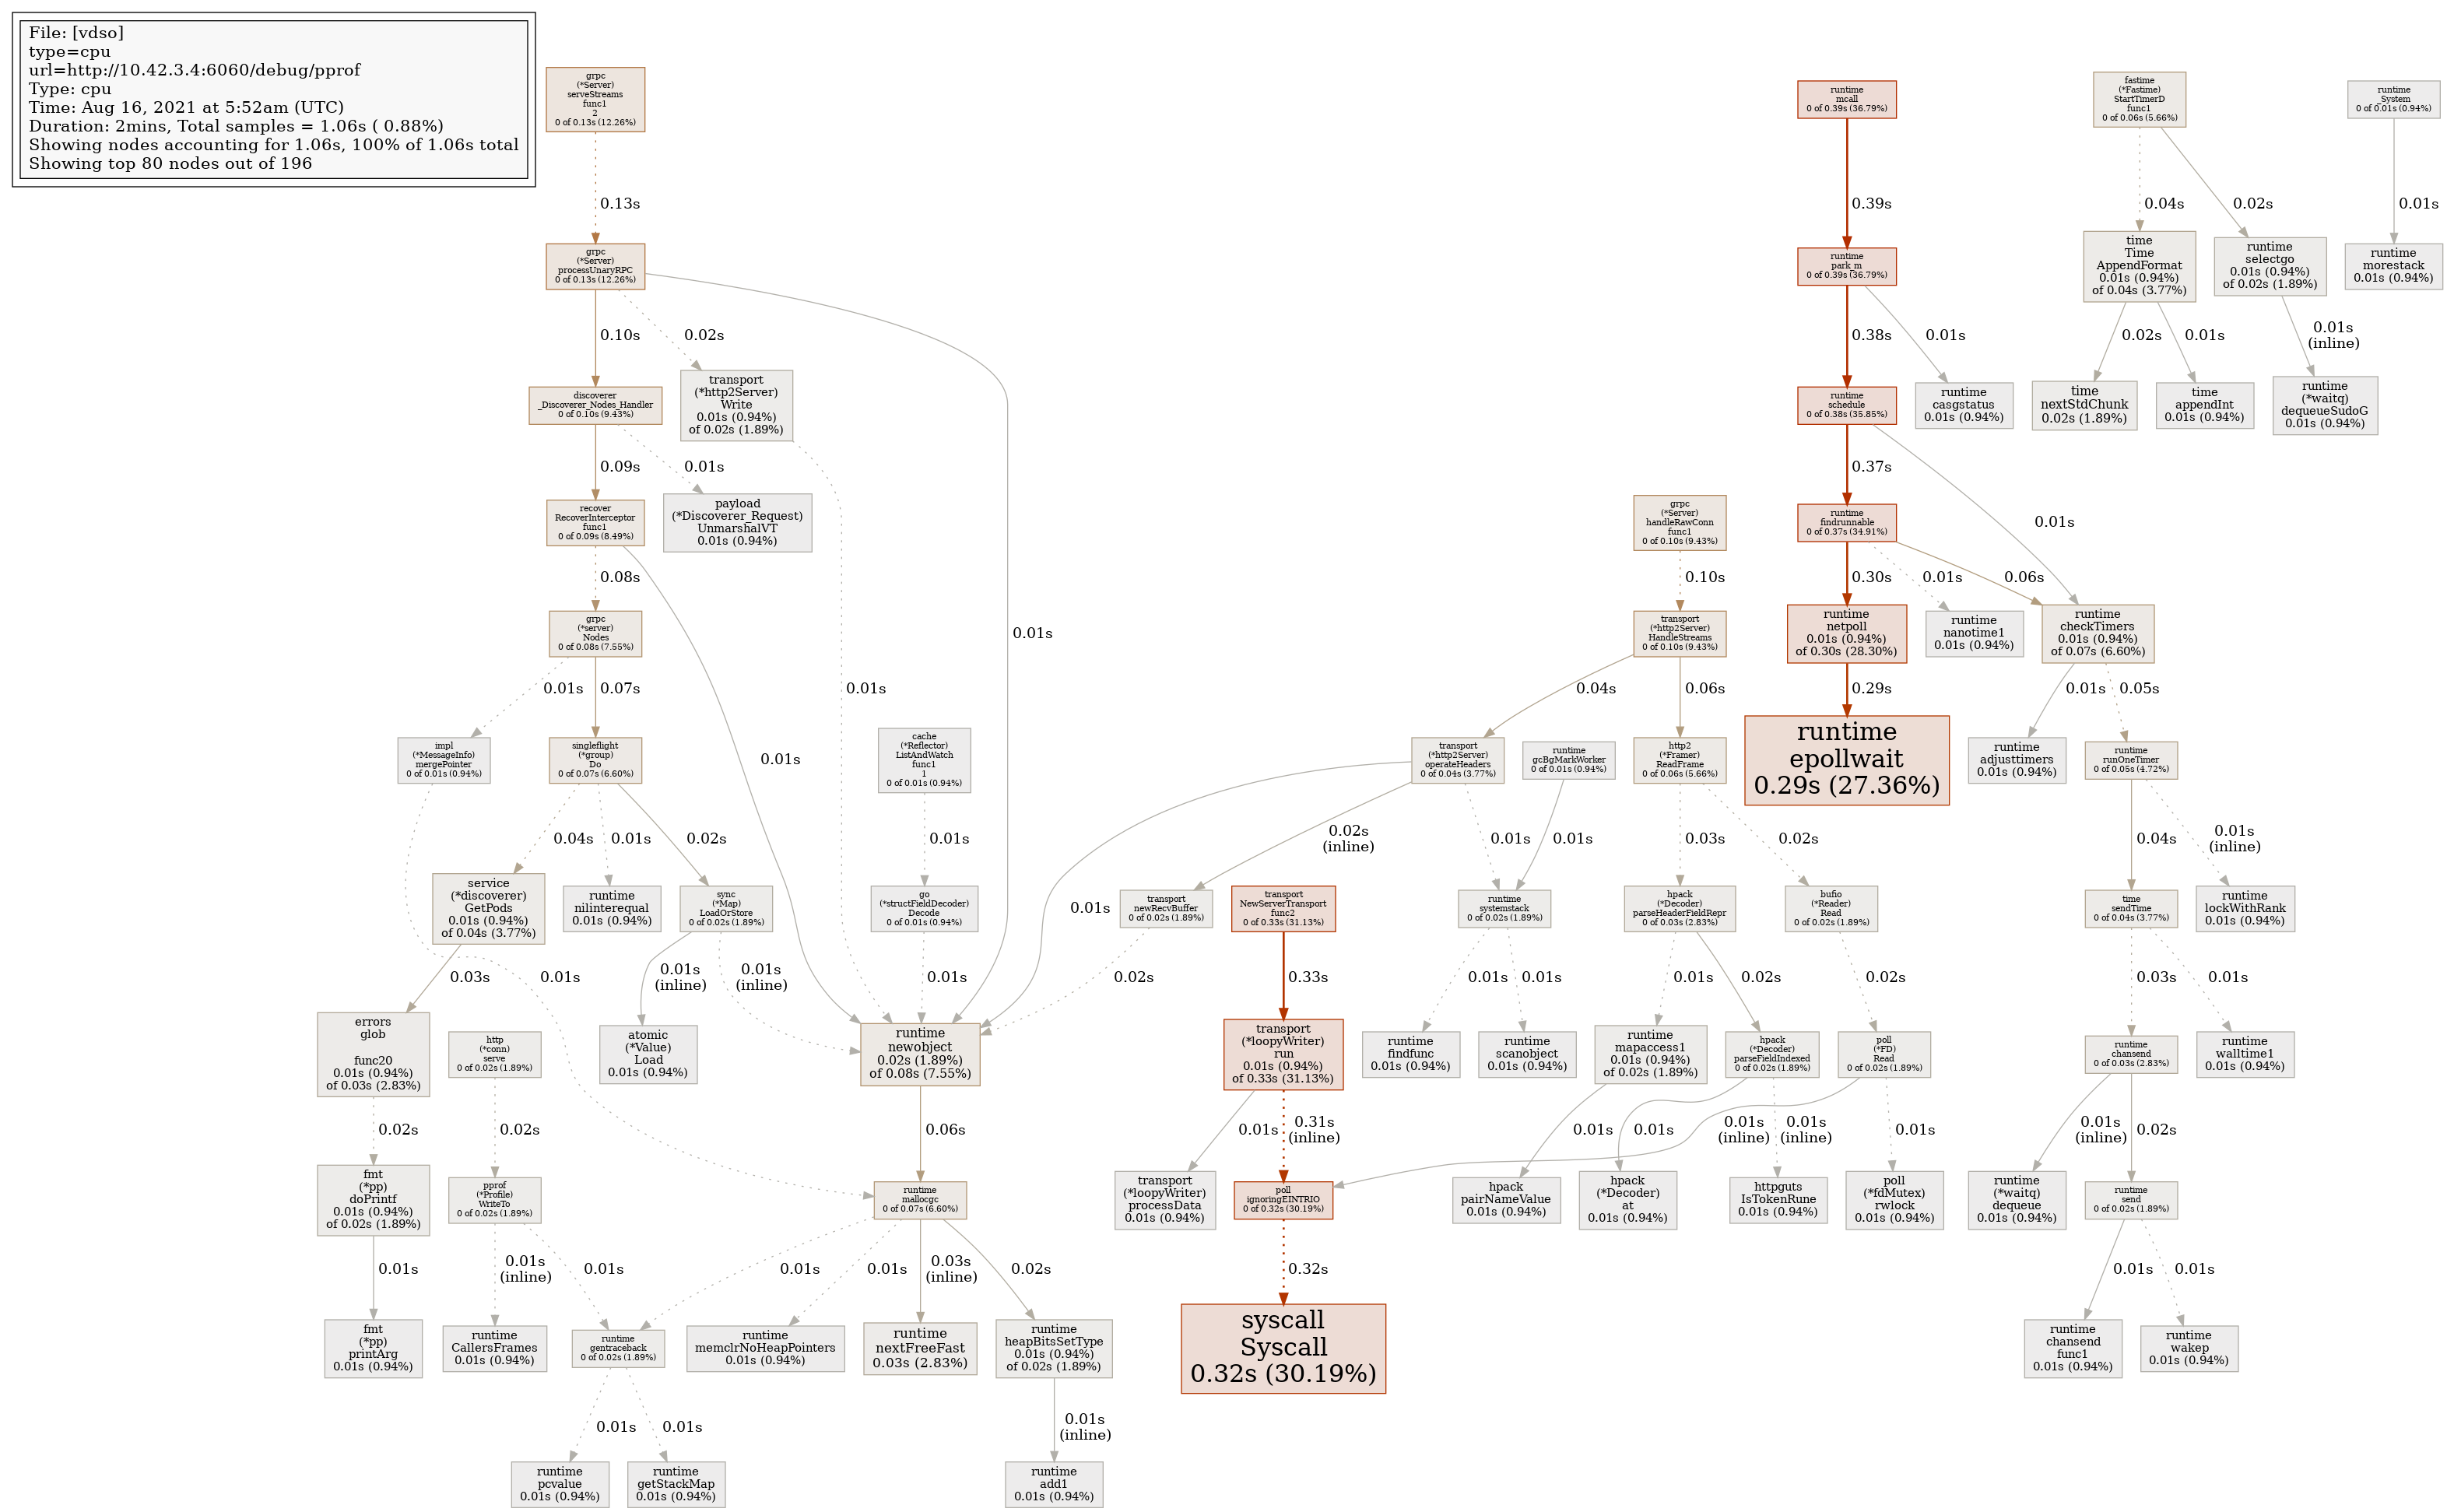 File: [vdso]
type=cpu
url=http://10.42.3.4:6060/debug/pprof
Type: cpu
Time: Aug 16, 2021 at 5:52am (UTC)
Duration: 2mins, Total samples = 1.06s ( 0.88%)
Showing nodes accounting for 1.06s, 100% of 1.06s total
Showing top 80 nodes out of 196
grpc
(*Server)
serveStreams
func1
2
0 of 0.13s (12.26%)
runtime
mcall
0 of 0.39s (36.79%)
fastime
(*Fastime)
StartTimerD
func1
0 of 0.06s (5.66%)
runtime
_System
0 of 0.01s (0.94%)
0.13s
0.39s
0.04s
0.02s
0.01s
grpc
(*Server)
processUnaryRPC
0 of 0.13s (12.26%)
runtime
park_m
0 of 0.39s (36.79%)
time
Time
AppendFormat
0.01s (0.94%)
of 0.04s (3.77%)
runtime
selectgo
0.01s (0.94%)
of 0.02s (1.89%)
runtime
morestack
0.01s (0.94%)
0.10s
0.02s
0.38s
0.01s
0.02s
0.01s
0.01s
(inline)
discoverer
_Discoverer_Nodes_Handler
0 of 0.10s (9.43%)
transport
(*http2Server)
Write
0.01s (0.94%)
of 0.02s (1.89%)
runtime
schedule
0 of 0.38s (35.85%)
runtime
casgstatus
0.01s (0.94%)
time
nextStdChunk
0.02s (1.89%)
time
appendInt
0.01s (0.94%)
runtime
(*waitq)
dequeueSudoG
0.01s (0.94%)
0.09s
0.01s
0.37s
0.01s
recover
RecoverInterceptor
func1
0 of 0.09s (8.49%)
payload
(*Discoverer_Request)
UnmarshalVT
0.01s (0.94%)
grpc
(*Server)
handleRawConn
func1
0 of 0.10s (9.43%)
runtime
findrunnable
0 of 0.37s (34.91%)
0.08s
0.10s
0.30s
0.01s
0.06s
grpc
(*server)
Nodes
0 of 0.08s (7.55%)
0.01s
transport
(*http2Server)
HandleStreams
0 of 0.10s (9.43%)
runtime
netpoll
0.01s (0.94%)
of 0.30s (28.30%)
runtime
nanotime1
0.01s (0.94%)
runtime
checkTimers
0.01s (0.94%)
of 0.07s (6.60%)
0.01s
0.07s
0.01s
0.04s
0.06s
0.29s
0.01s
0.05s
impl
(*MessageInfo)
mergePointer
0 of 0.01s (0.94%)
singleflight
(*group)
Do
0 of 0.07s (6.60%)
0.01s
cache
(*Reflector)
ListAndWatch
func1
1
0 of 0.01s (0.94%)
transport
(*http2Server)
operateHeaders
0 of 0.04s (3.77%)
runtime
gcBgMarkWorker
0 of 0.01s (0.94%)
http2
(*Framer)
ReadFrame
0 of 0.06s (5.66%)
runtime
epollwait
0.29s (27.36%)
runtime
adjusttimers
0.01s (0.94%)
runtime
runOneTimer
0 of 0.05s (4.72%)
0.04s
0.01s
0.02s
0.01s
0.02s
(inline)
0.01s
0.01s
0.03s
0.02s
0.04s
0.01s
(inline)
service
(*discoverer)
GetPods
0.01s (0.94%)
of 0.04s (3.77%)
runtime
nilinterequal
0.01s (0.94%)
sync
(*Map)
LoadOrStore
0 of 0.02s (1.89%)
go
(*structFieldDecoder)
Decode
0 of 0.01s (0.94%)
0.01s
transport
newRecvBuffer
0 of 0.02s (1.89%)
transport
NewServerTransport
func2
0 of 0.33s (31.13%)
runtime
systemstack
0 of 0.02s (1.89%)
hpack
(*Decoder)
parseHeaderFieldRepr
0 of 0.03s (2.83%)
bufio
(*Reader)
Read
0 of 0.02s (1.89%)
time
sendTime
0 of 0.04s (3.77%)
runtime
lockWithRank
0.01s (0.94%)
0.03s
0.01s
0.01s
(inline)
0.01s
(inline)
0.01s
0.02s
0.33s
0.01s
0.01s
0.01s
0.02s
0.02s
0.03s
0.01s
errors
glob

func20
0.01s (0.94%)
of 0.03s (2.83%)
http
(*conn)
serve
0 of 0.02s (1.89%)
atomic
(*Value)
Load
0.01s (0.94%)
runtime
newobject
0.02s (1.89%)
of 0.08s (7.55%)
transport
(*loopyWriter)
run
0.01s (0.94%)
of 0.33s (31.13%)
runtime
findfunc
0.01s (0.94%)
runtime
scanobject
0.01s (0.94%)
runtime
mapaccess1
0.01s (0.94%)
of 0.02s (1.89%)
hpack
(*Decoder)
parseFieldIndexed
0 of 0.02s (1.89%)
poll
(*FD)
Read
0 of 0.02s (1.89%)
runtime
chansend
0 of 0.03s (2.83%)
runtime
walltime1
0.01s (0.94%)
0.02s
0.02s
0.06s
0.01s
0.31s
(inline)
0.01s
0.01s
0.01s
(inline)
0.01s
(inline)
0.01s
0.01s
(inline)
0.02s
fmt
(*pp)
doPrintf
0.01s (0.94%)
of 0.02s (1.89%)
pprof
(*Profile)
WriteTo
0 of 0.02s (1.89%)
runtime
mallocgc
0 of 0.07s (6.60%)
transport
(*loopyWriter)
processData
0.01s (0.94%)
poll
ignoringEINTRIO
0 of 0.32s (30.19%)
hpack
pairNameValue
0.01s (0.94%)
hpack
(*Decoder)
at
0.01s (0.94%)
httpguts
IsTokenRune
0.01s (0.94%)
poll
(*fdMutex)
rwlock
0.01s (0.94%)
runtime
(*waitq)
dequeue
0.01s (0.94%)
runtime
send
0 of 0.02s (1.89%)
0.01s
0.01s
(inline)
0.01s
0.01s
0.01s
0.03s
(inline)
0.02s
0.32s
0.01s
0.01s
fmt
(*pp)
printArg
0.01s (0.94%)
runtime
CallersFrames
0.01s (0.94%)
runtime
gentraceback
0 of 0.02s (1.89%)
runtime
memclrNoHeapPointers
0.01s (0.94%)
runtime
nextFreeFast
0.03s (2.83%)
runtime
heapBitsSetType
0.01s (0.94%)
of 0.02s (1.89%)
syscall
Syscall
0.32s (30.19%)
runtime
chansend
func1
0.01s (0.94%)
runtime
wakep
0.01s (0.94%)
0.01s
0.01s
0.01s
(inline)
runtime
pcvalue
0.01s (0.94%)
runtime
getStackMap
0.01s (0.94%)
runtime
add1
0.01s (0.94%)